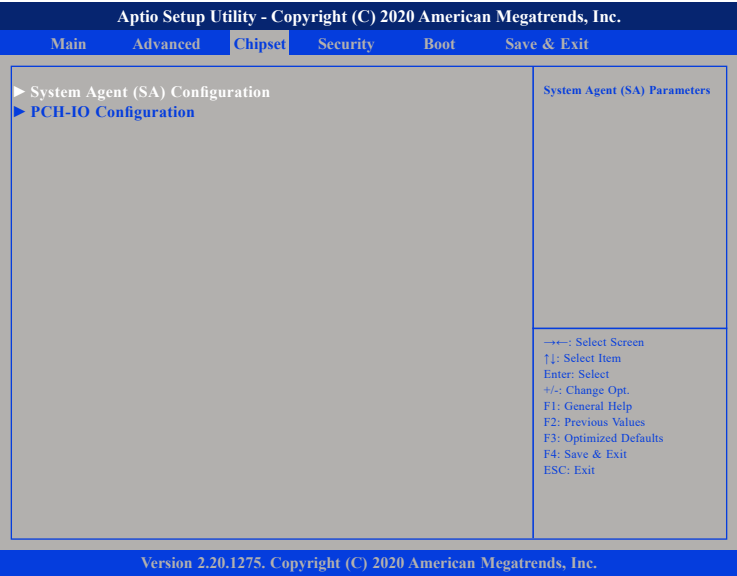 Aptio Setup Utility - Copyright (C) 2020 American Megatrends, Inc.
Main Advanced Chipset Security Boot Save & Exit
► System Agent (SA) Configuration
► PCH-IO Configuration
System Agent (SA) Parameters
→←: Select Screen
↑↓: Select Item
Enter: Select
+/-: Change Opt.
F1: General Help
F2: Previous Values
F3: Optimized Defaults
F4: Save & Exit
ESC: Exit
Version 2.20.1275. Copyright (C) 2020 American Megatrends, Inc.